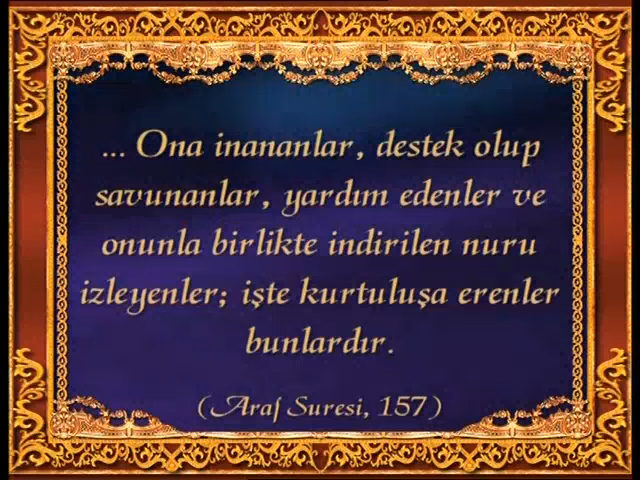 ... Ona inananlar, destek olup
savunanlar, yardım edenler ve
onunla birlikte indirilen nuru
izleyenler; işte kurtuluşa erenler
bunlardır.
(Araf Suresi, 157)